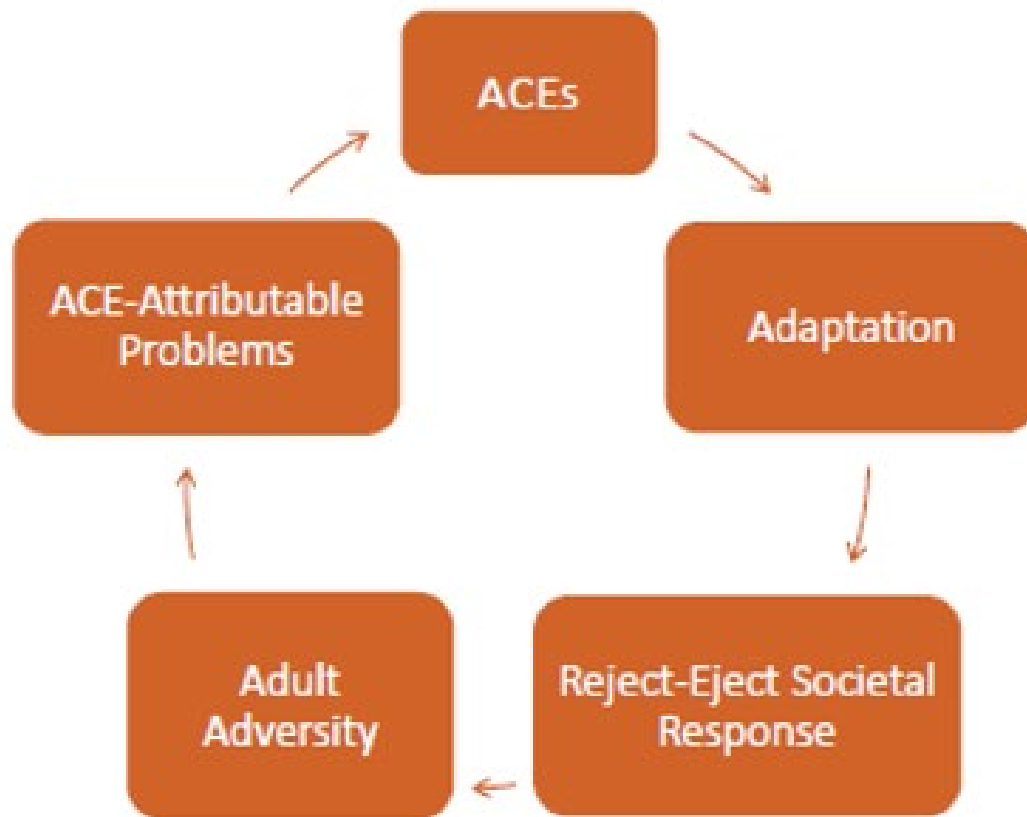 ACEs
Adaptation
Reject-Eject Societal
Response
Adult
Adversity
ACE-Attributable
Problems